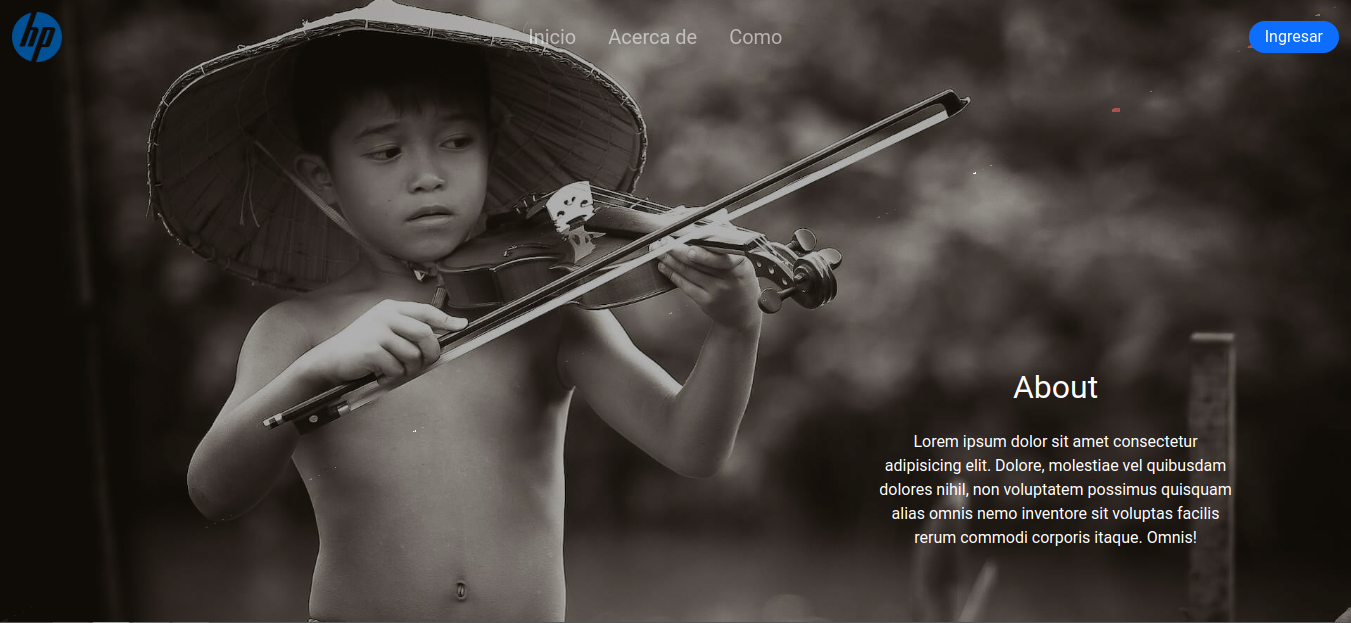 hp
Inicio
Acerca de
Como
Ingresar
About
Lorem ipsum dolor sit amet consectetur
adipisicing elit. Dolore, molestiae vel quibusdam
dolores nihil, non voluptatem possimus quisquam
alias omnis nemo inventore sit voluptas facilis
rerum commodi corporis itaque. Omnis!